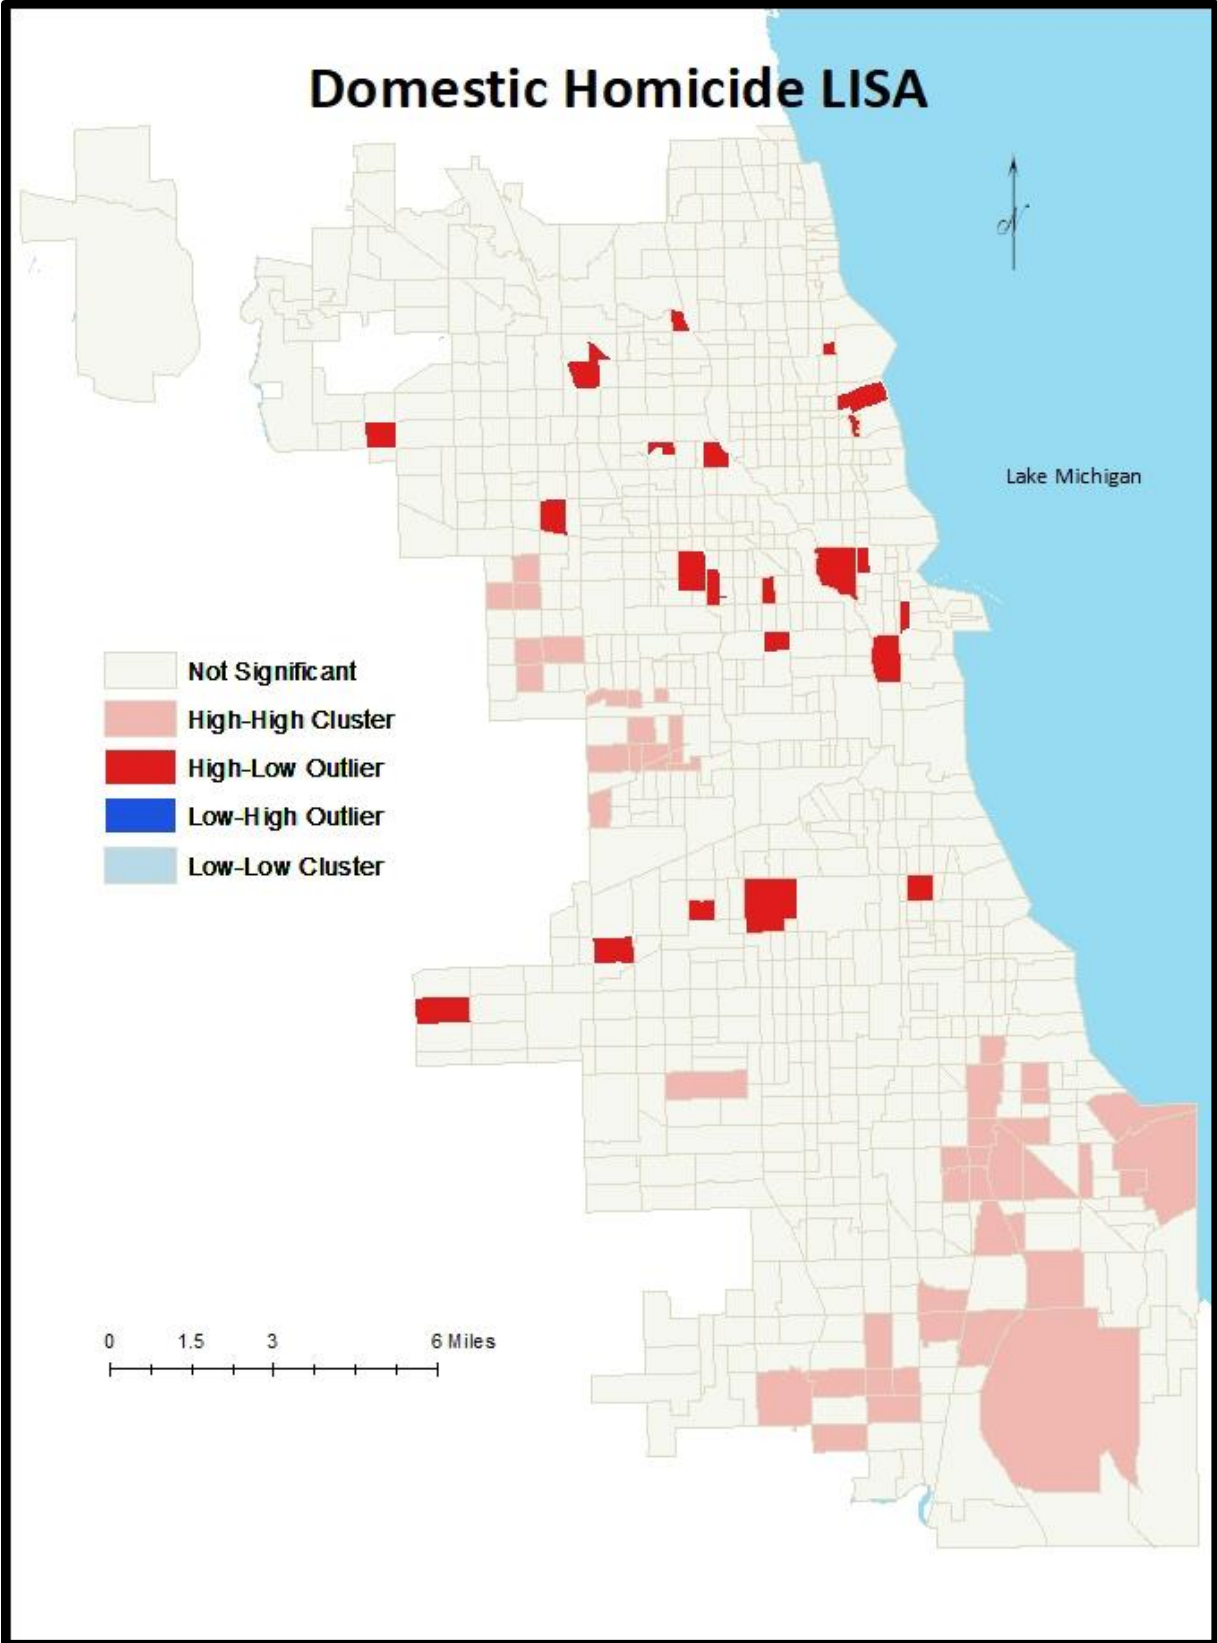 Domestic Homicide LISA
N
Lake Michigan
Not Significant
High-High Cluster
High-Low Outlier
Low-High Outlier
Low-Low Cluster
0 1.5 3 6 Miles